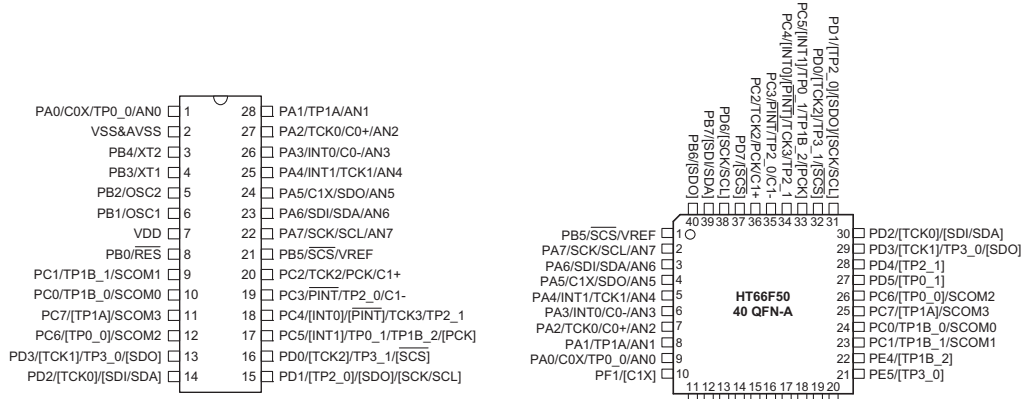 PA0/C0X/TP0_0/AN0 1
VSS&AVSS 2
PB4/XT2 3
PB3/XT1 4
PB2/OSC2 5
PB1/OSC1 6
VDD 7
PB0/RES 8
PC1/TP1B_1/SCOM1 9
PC0/TP1B_0/SCOM0 10
PC7/[TP1A]/SCOM3 11
PC6/[TP0_0]/SCOM2 12
PD3/[TCK1]/TP3_0/[SDO] 13
PD2/[TCK0]/[SDI/SDA] 14
28 PA1/TP1A/AN1
27 PA2/TCK0/C0+/AN2
26 PA3/INT0/C0-/AN3
25 PA4/INT1/TCK1/AN4
24 PA5/C1X/SDO/AN5
23 PA6/SDI/SDA/AN6
22 PA7/SCK/SCL/AN7
21 PB5/SCS/VREF
20 PC2/TCK2/PCK/C1+
19 PC3/PINT/TP2_0/C1-
18 PC4/[INT0]/[PINT]/TCK3/TP2_1
17 PC5/[INT1]/TP0_1/TP1B_2/[PCK]
16 PD0/[TCK2]/TP3_1/[SCS]
15 PD1/[TP2_0]/[SDO]/[SCK/SCL]
PB6/[SDO] 40
PB7/[SDI/SDA] 39
PD6/[SCK/SCL] 38
PD7/[SCS] 37
PC2/TCK2/PCK/C1+ 36
PC3/PINT/TP2_0/C1- 35
PC4/[INT0]/[PINT]/TCK3/TP2_1 34
PC5/[INT1]/TP0_1/TP1B_2/[PCK] 33
PD0/[TCK2]/TP3_1/[SCS] 32
PD1/[TP2_0]/[SDO]/[SCK/SCL] 31
PB5/SCS/VREF 1
PA7/SCK/SCL/AN7 2
PA6/SDI/SDA/AN6 3
PA5/C1X/SDO/AN5 4
PA4/INT1/TCK1/AN4 5
PA3/INT0/C0-/AN3 6
PA2/TCK0/C0+/AN2 7
PA1/TP1A/AN1 8
PA0/C0X/TP0_0/AN0 9
PF1/[C1X] 10
HT66F50
40 QFN-A
30 PD2/[TCK0]/[SDI/SDA]
29 PD3/[TCK1]/TP3_0/[SDO]
28 PD4/[TP2_1]
27 PD5/[TP0_1]
26 PC6/[TP0_0]/SCOM2
25 PC7/[TP1A]/SCOM3
24 PC0/TP1B_0/SCOM0
23 PC1/TP1B_1/SCOM1
22 PE4/[TP1B_2]
21 PE5/[TP3_0]
11 12 13 14 15 16 17 18 19 20